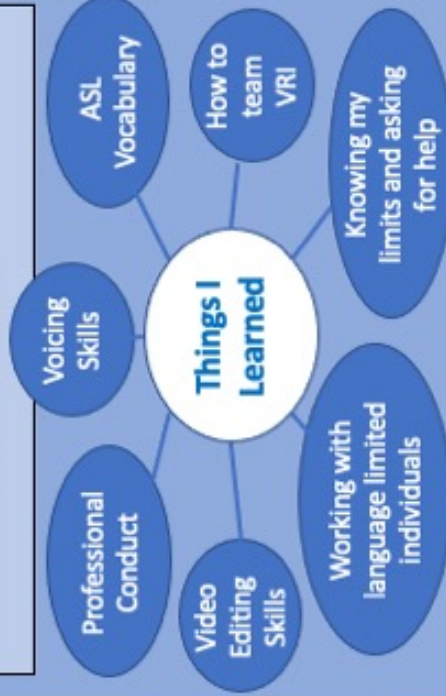 Voicing
Skills
ASL
Vocabulary
How to
team
VRI
Knowing my
limits and asking
for help
Working with
language limited
individuals
Video
Editing
Skills
Professional
Conduct
Things I
Learned